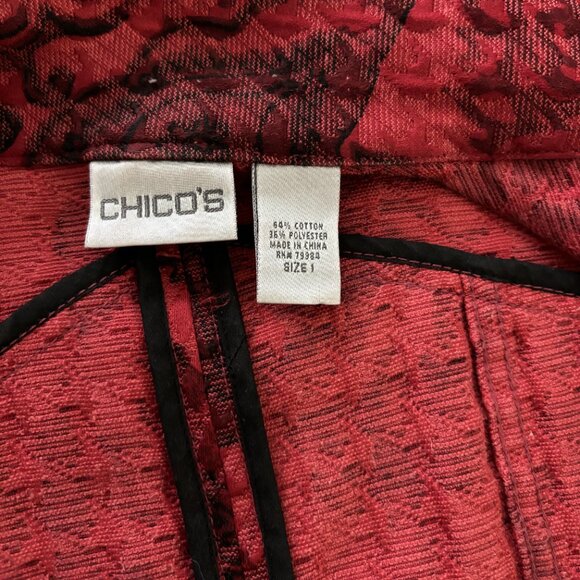 CHICO'S
64% COTTON
36% POLYESTER
MADE IN CHINA
RN# 79384
SIZE 1